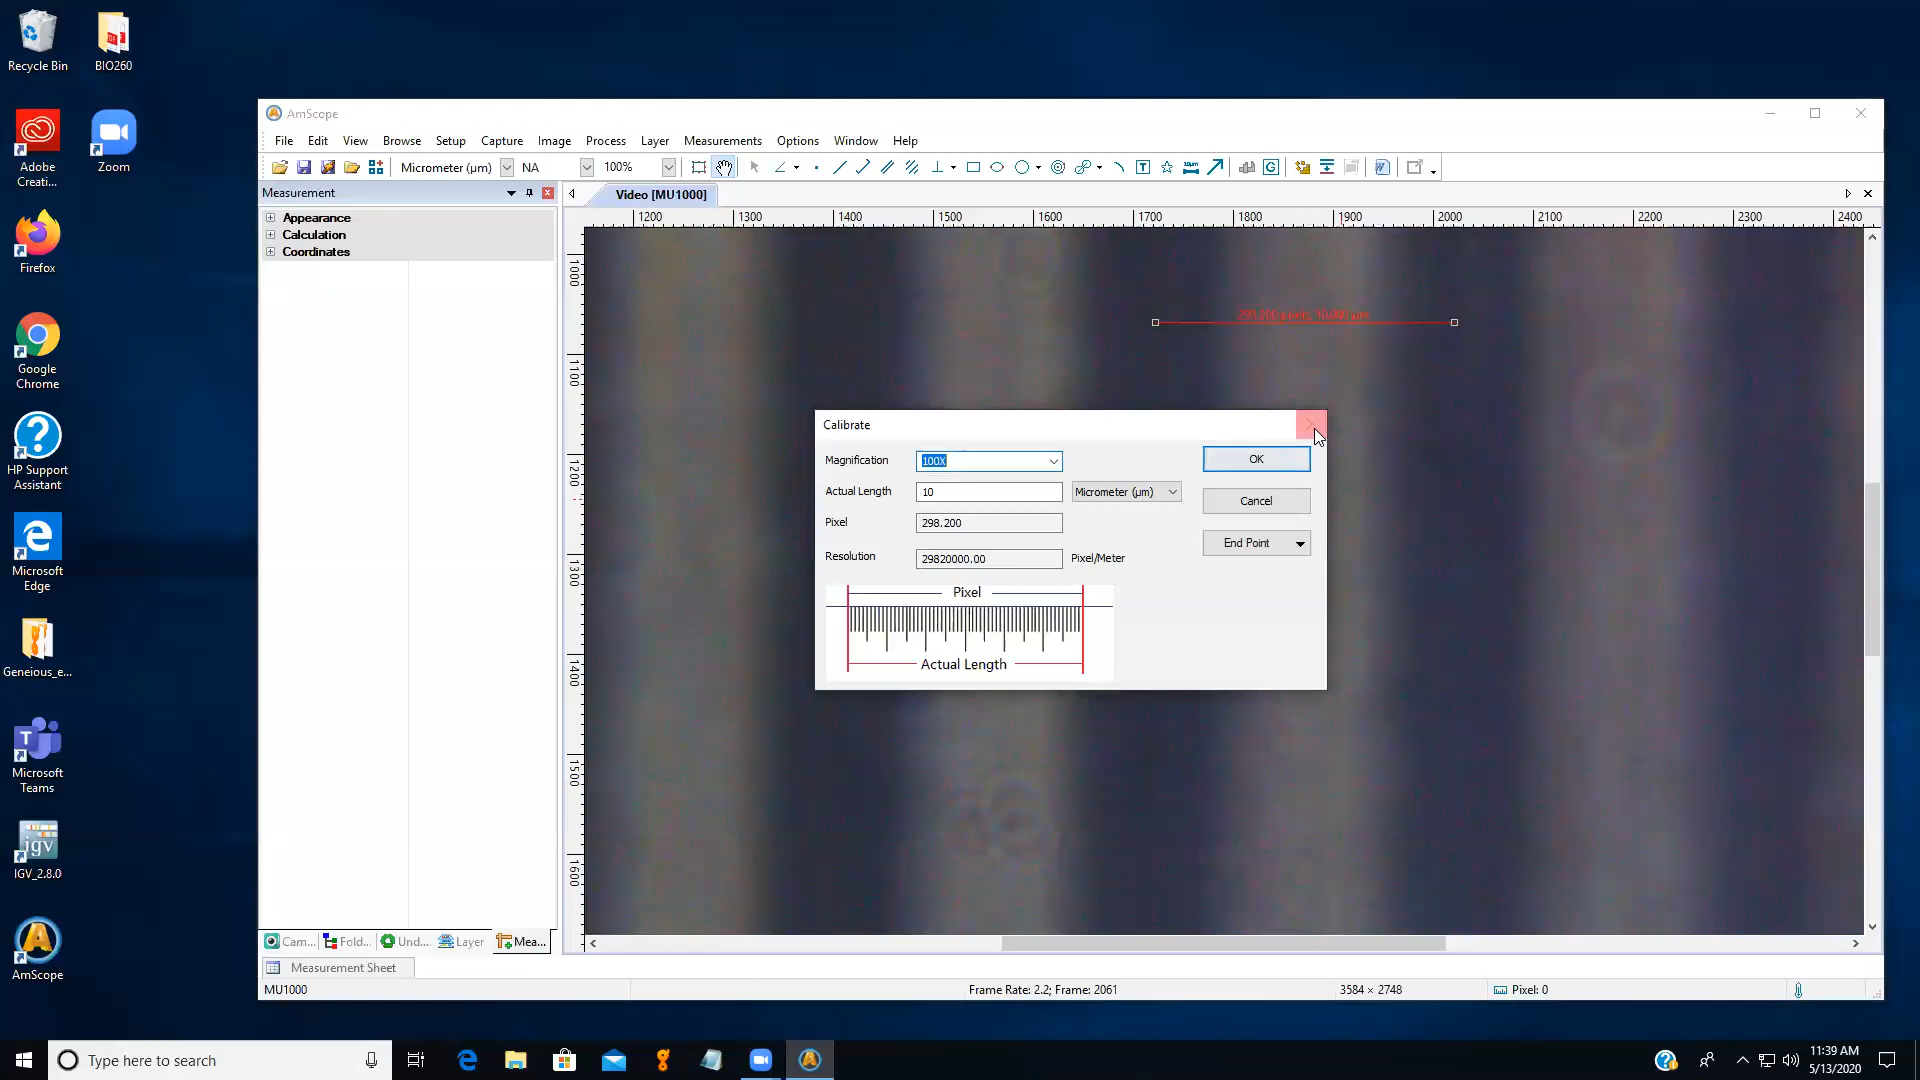 Recycle Bin
BIO260
Adobe
Creati...
Zoom
Firefox
Google
Chrome
HP Support
Assistant
Microsoft
Edge
Geneious_e...
Microsoft
Teams
igv
IGV_2.8.0
AmScope
AmScope
File Edit View Browse Setup Capture Image Process Layer Measurements Options Window Help
Micrometer (µm) NA 100%
Measurement
Appearance
Calculation
Coordinates
Video [MU1000]
1200 1300 1400 1500 1600 1700 1800 1900 2000 2100 2200 2300 2400
1000
1100
1200
1300
1400
1500
1600
Calibrate
Magnification 100X OK
Actual Length 10 Micrometer (µm) Cancel
Pixel 298.200
End Point
Resolution 29820000.00 Pixel/Meter
Pixel
Actual Length
Cam... Fold... Und... Layer Mea...
Measurement Sheet
MU1000 Frame Rate: 2.2; Frame: 2061 3584 × 2748 Pixel: 0
Type here to search
11:39 AM
5/13/2020